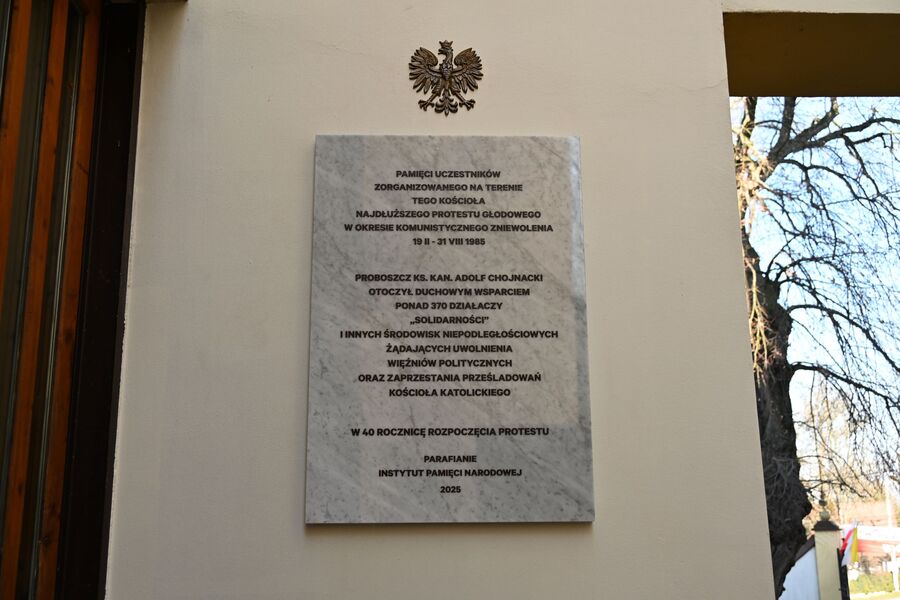 PAMIĘCI UCZESTNIKÓW
ZORGANIZOWANEGO NA TERENIE
TEGO KOŚCIOŁA
NAJDŁUŻSZEGO PROTESTU GŁODOWEGO
W OKRESIE KOMUNISTYCZNEGO ZNIEWOLENIA
19 II - 31 VIII 1985
PROBOSZCZ KS. KAN. ADOLF CHOJNACKI
OTOCZYŁ DUCHOWYM WSPARCIEM
PONAD 370 DZIAŁACZY
„SOLIDARNOŚCI”
I INNYCH ŚRODOWISK NIEPODLEGŁOŚCIOWYCH
ŻĄDAJĄCYCH UWOLNIENIA
WIĘŹNIÓW POLITYCZNYCH
ORAZ ZAPRZESTANIA PRZEŚLADOWAŃ
KOŚCIOŁA KATOLICKIEGO
W 40 ROCZNICĘ ROZPOCZĘCIA PROTESTU
PARAFIANIE
INSTYTUT PAMIĘCI NARODOWEJ
2025